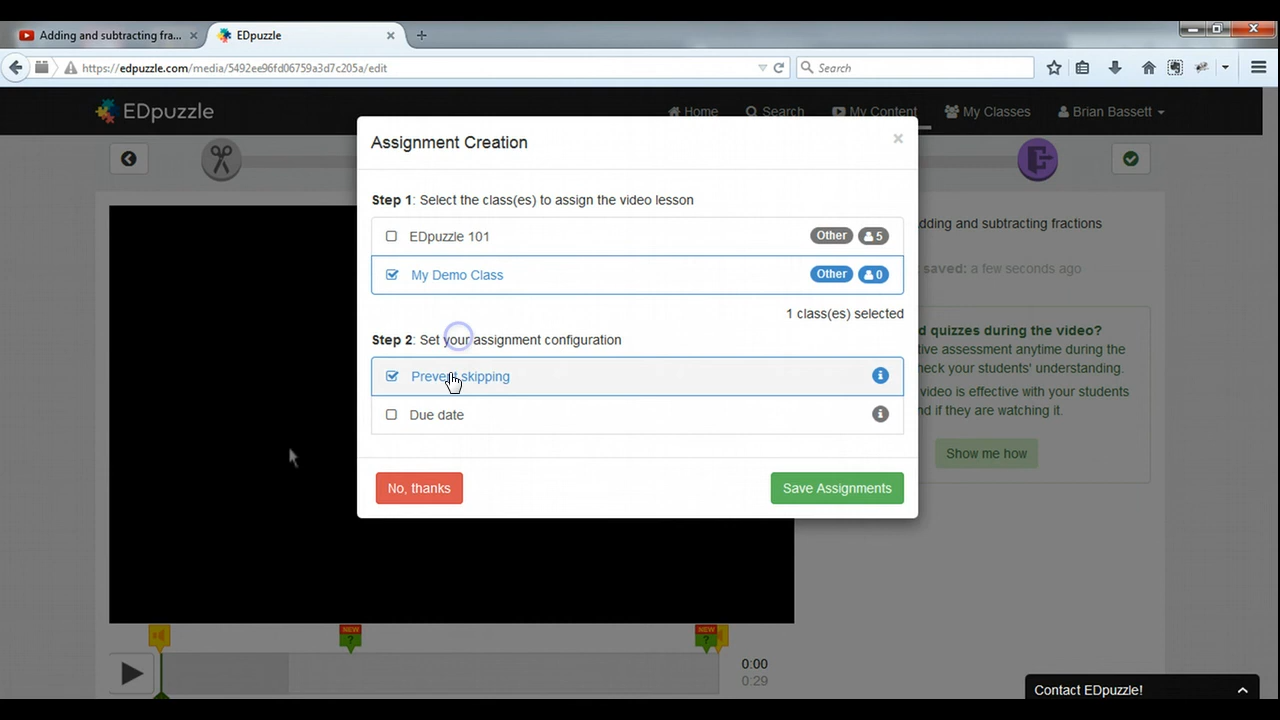 Adding and subtracting fra...
EDpuzzle
https://edpuzzle.com/media/5492ee96fd06759a3d7c205a/edit
Search
EDpuzzle
Home
Search
My Content
My Classes
Brian Bassett
Assignment Creation
Step 1: Select the class(es) to assign the video lesson
EDpuzzle 101
Other
5
My Demo Class
Other
0
1 class(es) selected
Step 2: Set your assignment configuration
Prevent skipping
Due date
No, thanks
Save Assignments
dding and subtracting fractions
saved: a few seconds ago
d quizzes during the video?
tive assessment anytime during the
heck your students' understanding.
video is effective with your students
nd if they are watching it.
Show me how
NEW
?
NEW
?
0:00
0:29
Contact EDpuzzle!